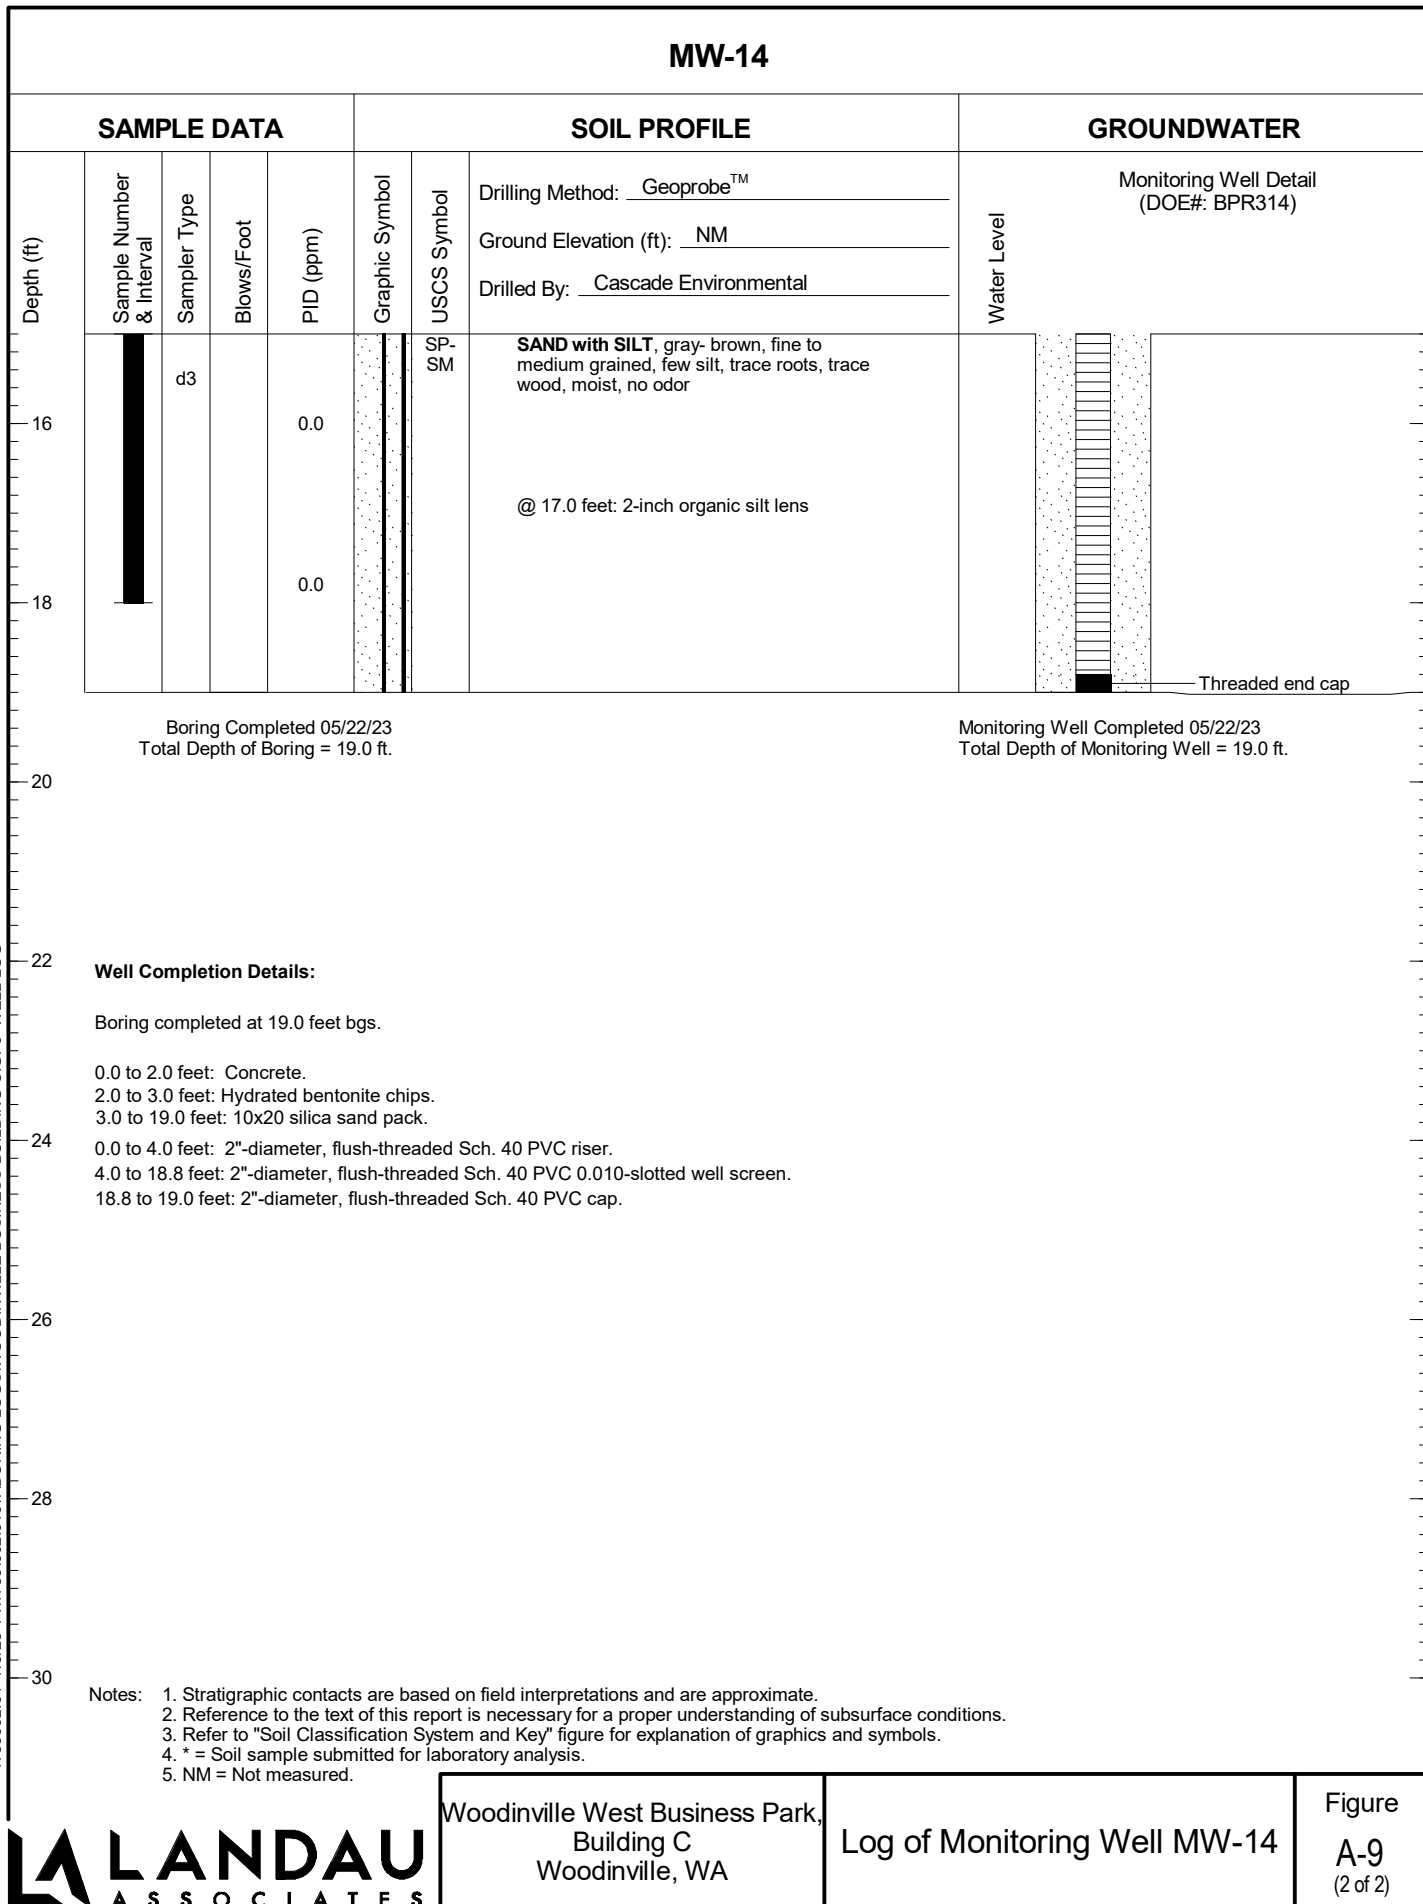 MW-14
SAMPLE DATA
SOIL PROFILE
GROUNDWATER
Depth (ft)
Sample Number
& Interval
Sampler Type
Blows/Foot
PID (ppm)
Graphic Symbol
USCS Symbol
Drilling Method: Geoprobe™
Ground Elevation (ft): NM
Drilled By: Cascade Environmental
Water Level
Monitoring Well Detail
(DOE#: BPR314)
SP-
SM
SAND with SILT, gray- brown, fine to
medium grained, few silt, trace roots, trace
wood, moist, no odor
d3
16
0.0
@ 17.0 feet: 2-inch organic silt lens
0.0
18
Threaded end cap
Boring Completed 05/22/23
Total Depth of Boring = 19.0 ft.
Monitoring Well Completed 05/22/23
Total Depth of Monitoring Well = 19.0 ft.
20
22
Well Completion Details:
Boring completed at 19.0 feet bgs.
0.0 to 2.0 feet: Concrete.
2.0 to 3.0 feet: Hydrated bentonite chips.
3.0 to 19.0 feet: 10x20 silica sand pack.
24
0.0 to 4.0 feet: 2"-diameter, flush-threaded Sch. 40 PVC riser.
4.0 to 18.8 feet: 2"-diameter, flush-threaded Sch. 40 PVC 0.010-slotted well screen.
18.8 to 19.0 feet: 2"-diameter, flush-threaded Sch. 40 PVC cap.
26
28
30
Notes: 1. Stratigraphic contacts are based on field interpretations and are approximate.
2. Reference to the text of this report is necessary for a proper understanding of subsurface conditions.
3. Refer to "Soil Classification System and Key" figure for explanation of graphics and symbols.
4. * = Soil sample submitted for laboratory analysis.
5. NM = Not measured.
LANDAU
ASSOCIATES
Woodinville West Business Park,
Building C
Woodinville, WA
Log of Monitoring Well MW-14
Figure
A-9
(2 of 2)